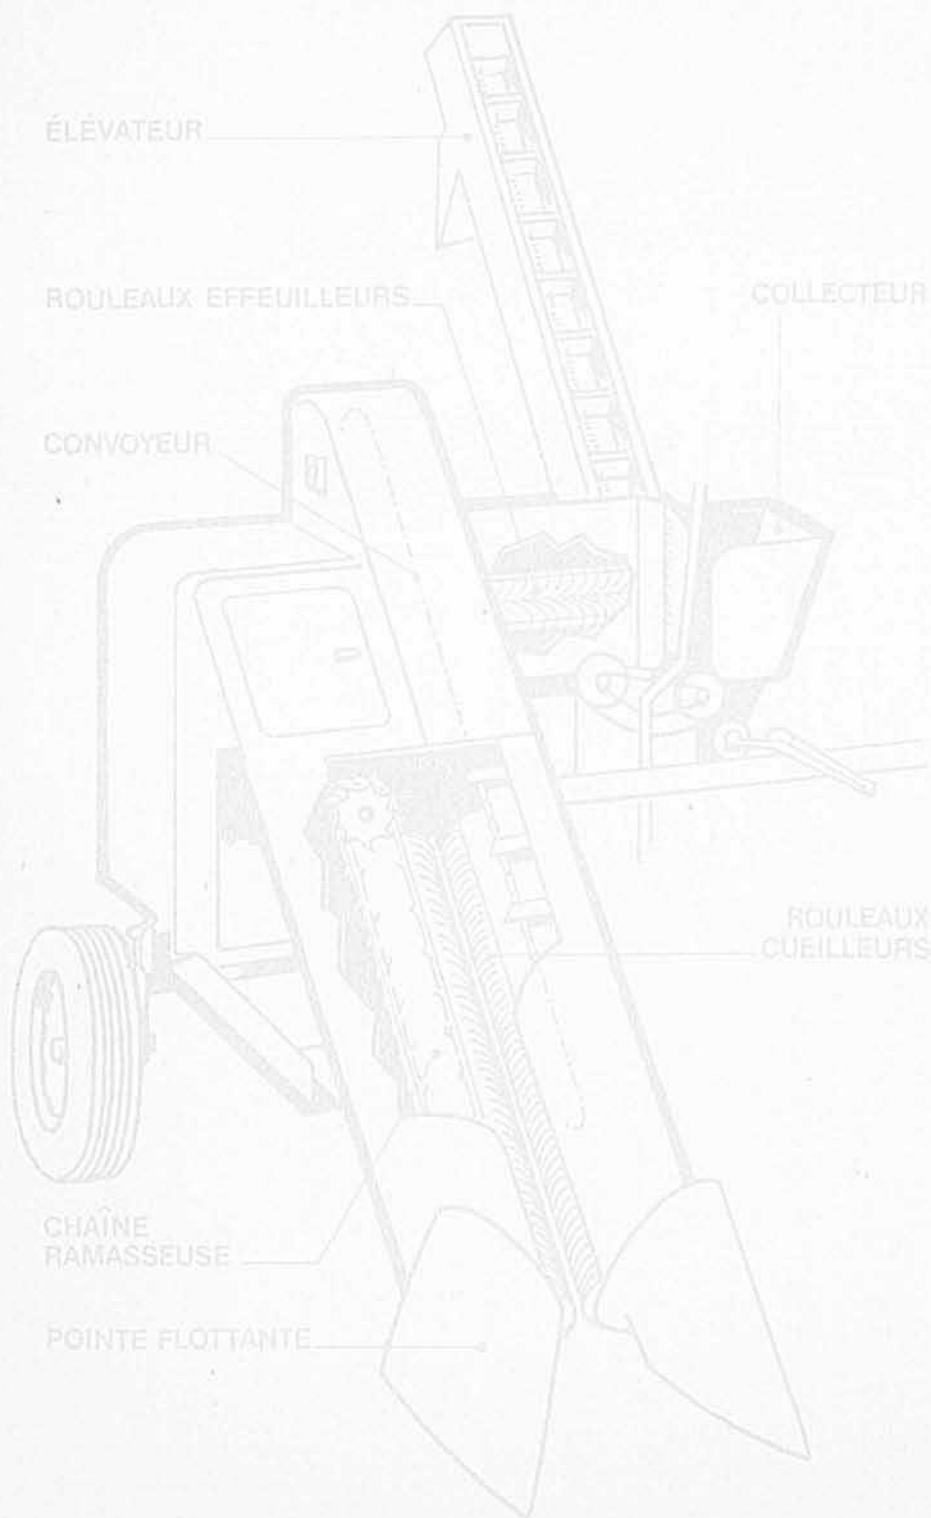 ÉLÉVATEUR
ROULEAUX EFFEUILLEURS
COLLECTEUR
CONVOYEUR
ROULEAUX
CUEILLEURS
CHAÎNE
RAMASSEUSE
POINTE FLOTTANTE